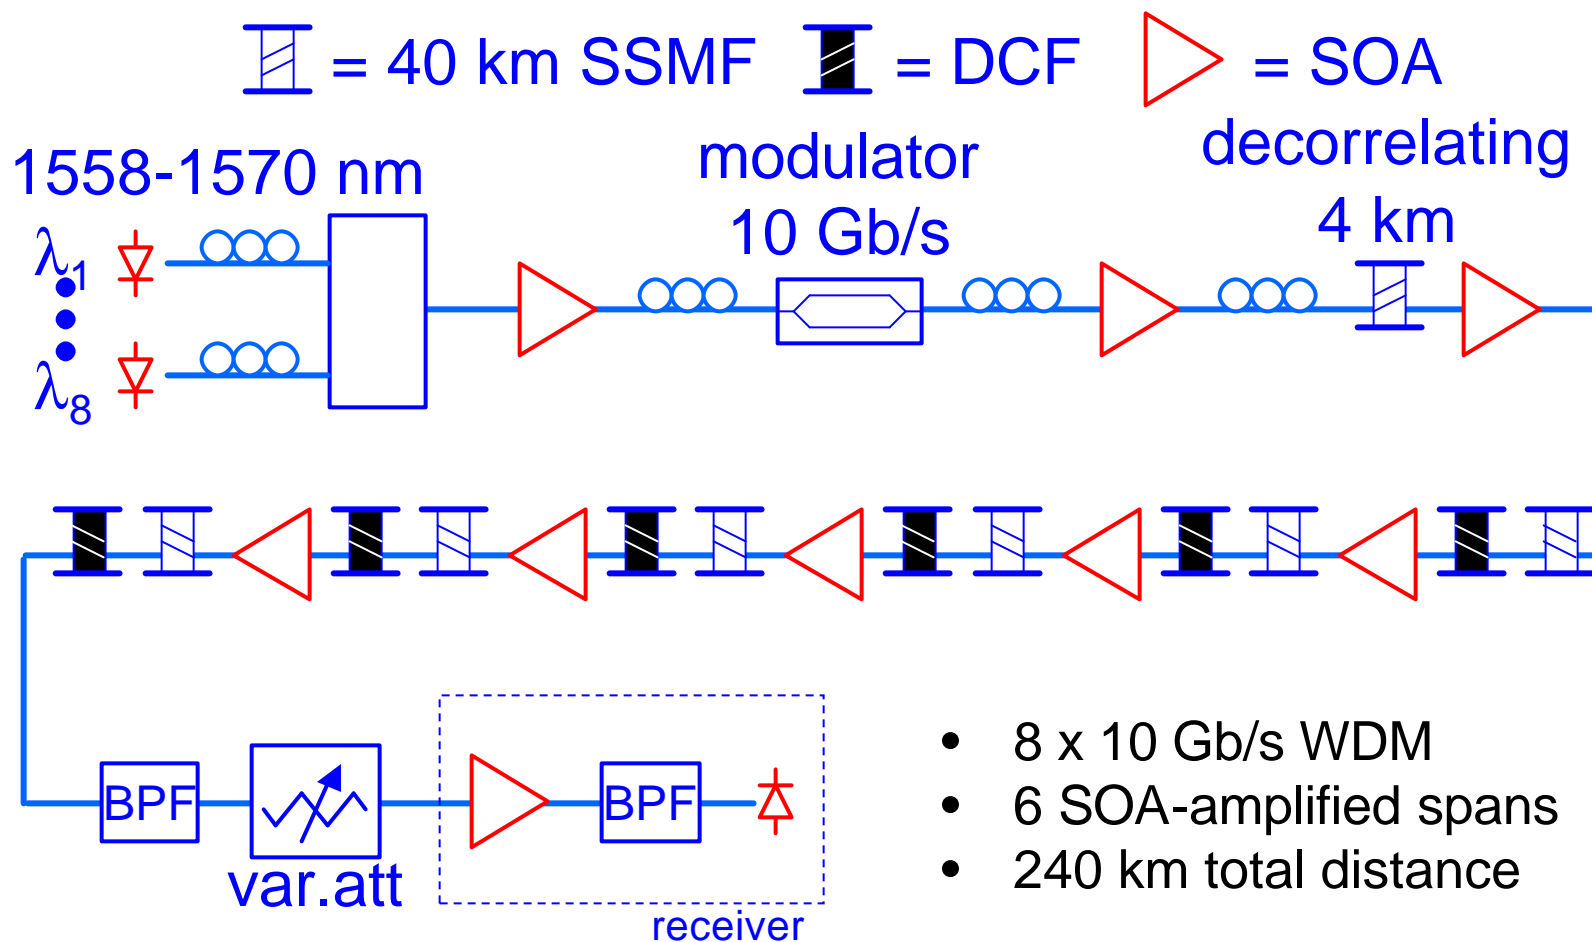 = 40 km SSMF = DCF = SOA
1558-1570 nm
modulator
10 Gb/s
decorrelating
4 km
λ1
λ8
BPF
var.att
BPF
receiver
• 8 x 10 Gb/s WDM
• 6 SOA-amplified spans
• 240 km total distance